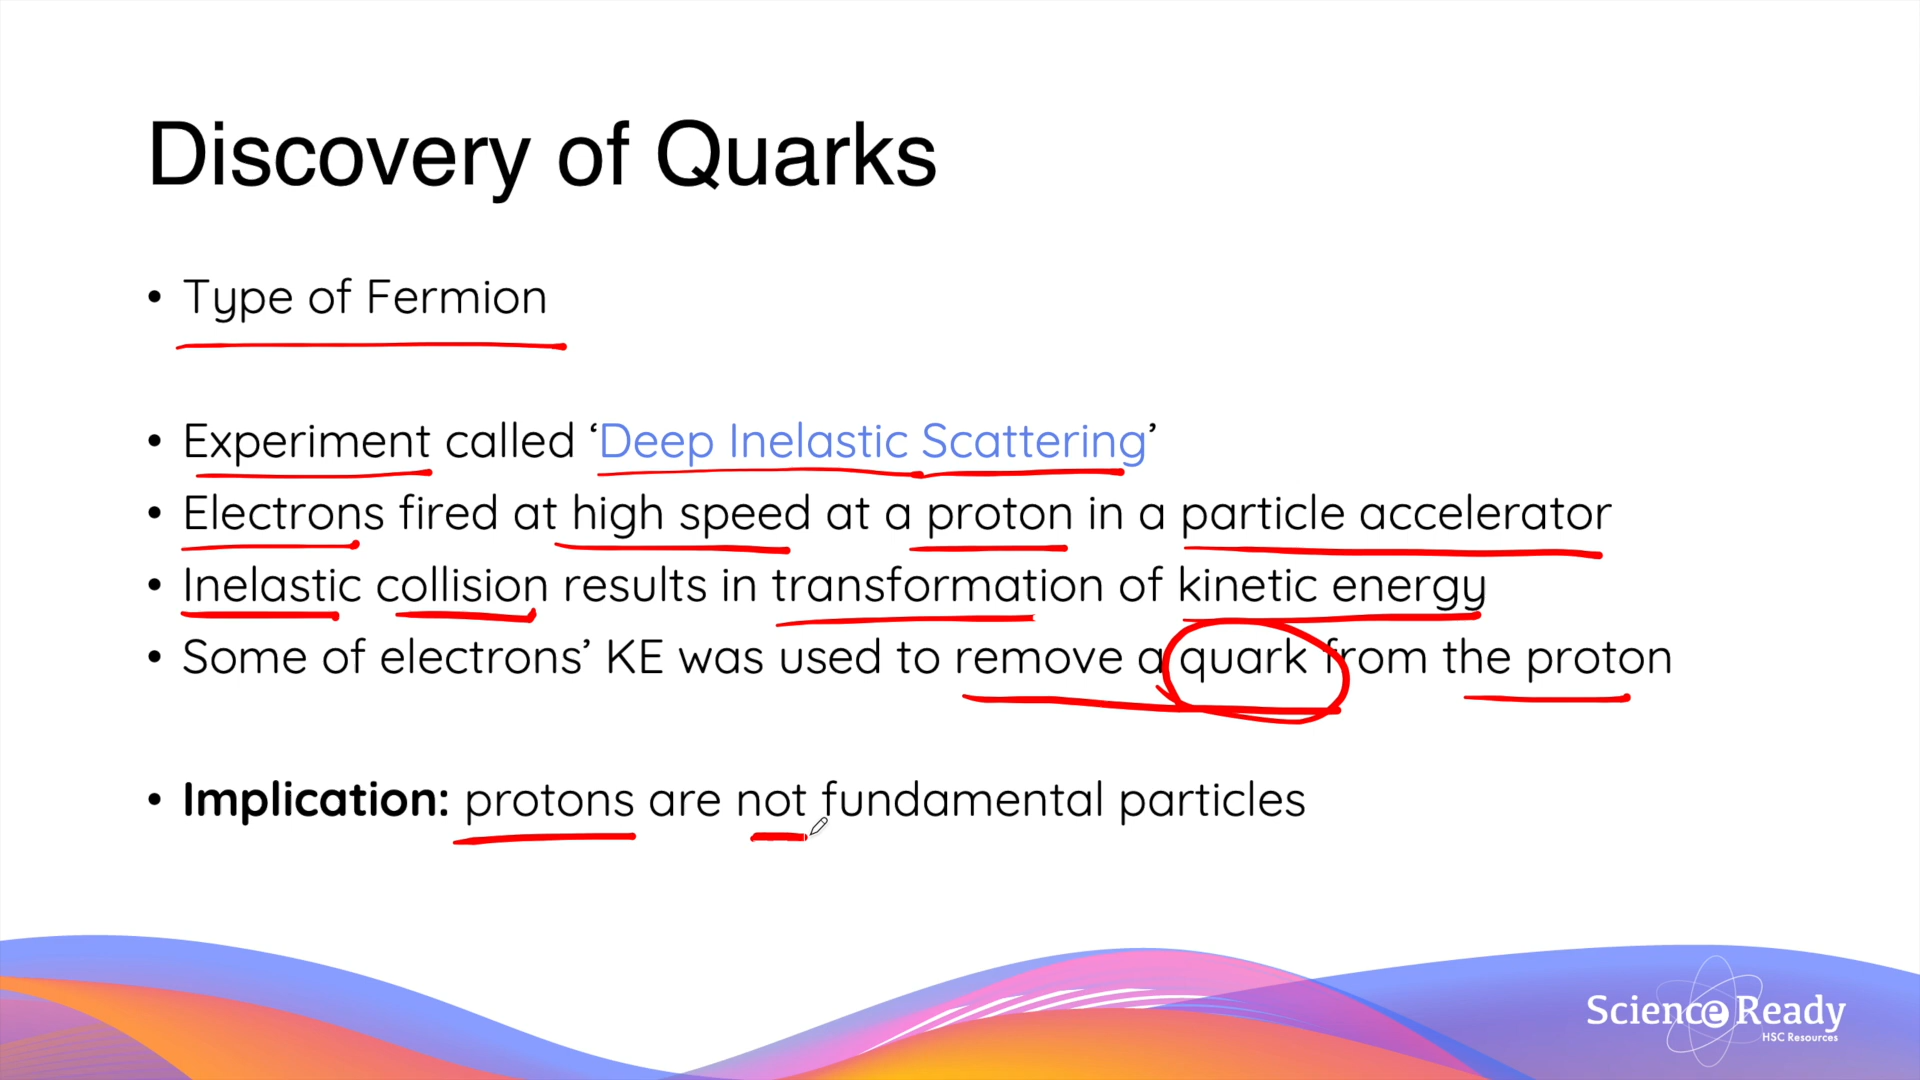 Discovery of Quarks
• Type of Fermion
• Experiment called ‘Deep Inelastic Scattering’
• Electrons fired at high speed at a proton in a particle accelerator
• Inelastic collision results in transformation of kinetic energy
• Some of electrons’ KE was used to remove a quark from the proton
• Implication: protons are not fundamental particles
Science Ready
HSC Resources